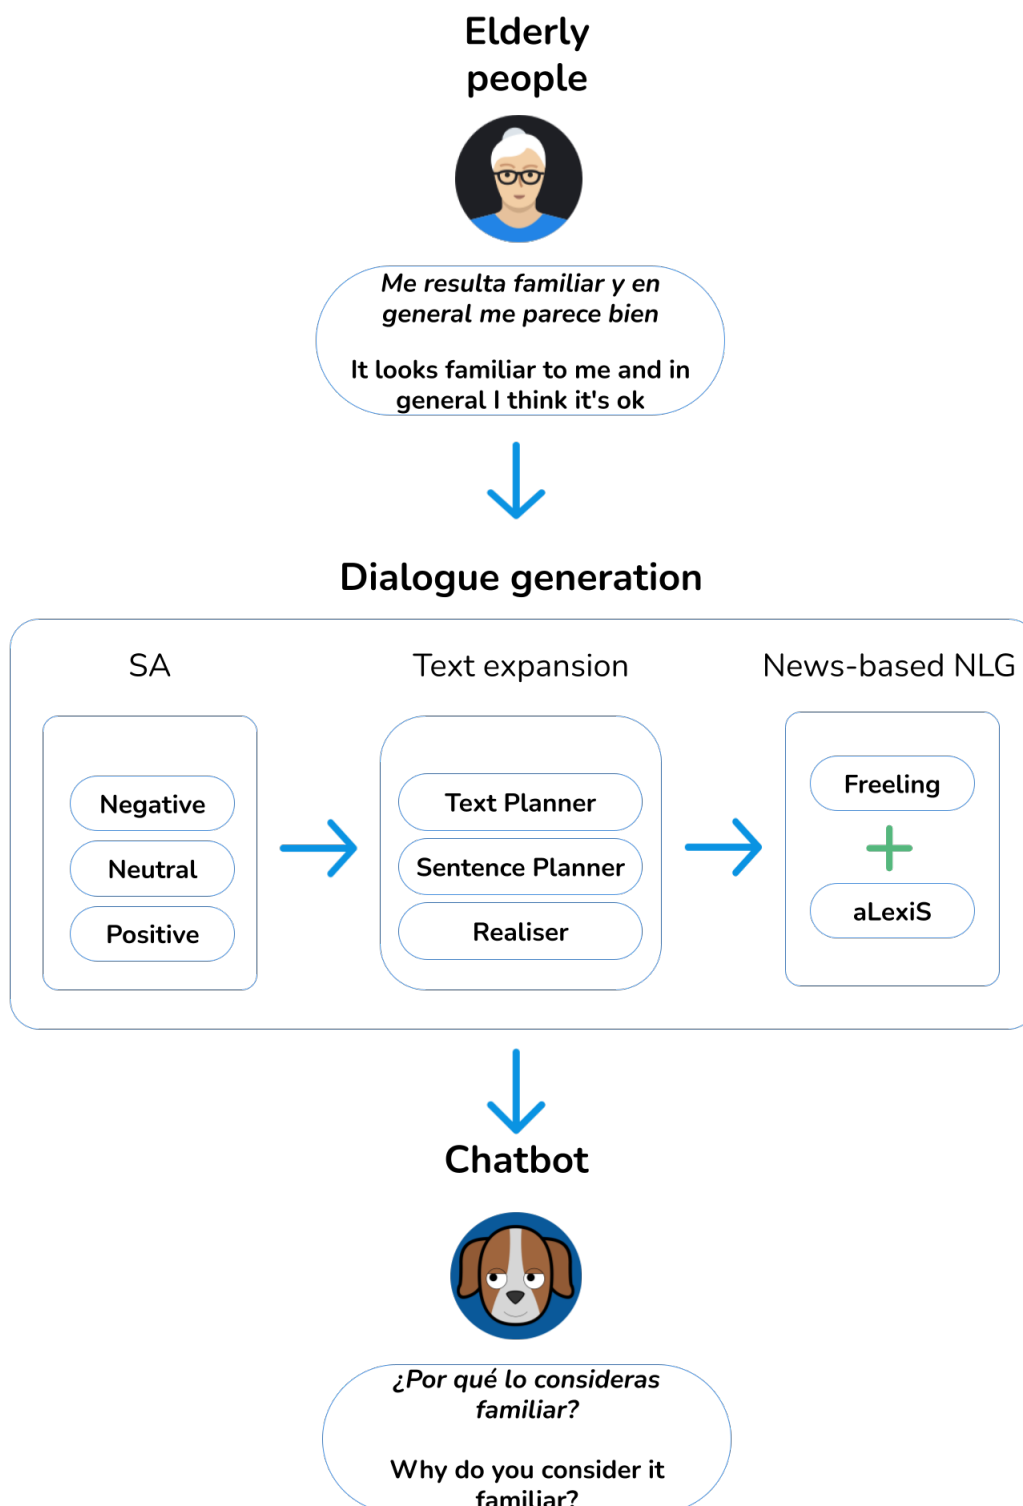 Elderly
people
Me resulta familiar y en
general me parece bien
It looks familiar to me and in
general I think it's ok
Dialogue generation
SA
Text expansion
News-based NLG
Negative
Neutral
Positive
Text Planner
Sentence Planner
Realiser
Freeling
aLexiS
Chatbot
¿Por qué lo consideras
familiar?
Why do you consider it
familiar?